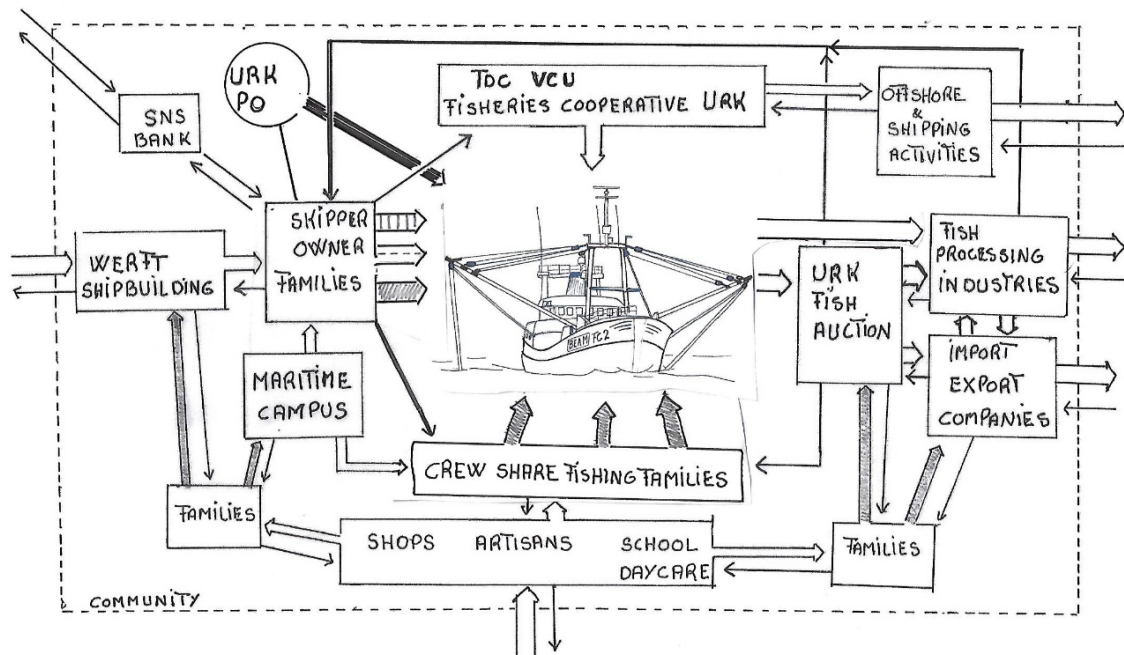 URK
PO
TDC VCU
FISHERIES COOPERATIVE URK
OFFSHORE
&
SHIPPING
ACTIVITIES
SNS
BANK
SKIPPER
OWNER
FAMILIES
WERFT
SHIPBUILDING
FISH
PROCESSING
INDUSTRIES
URK
FISH
AUCTION
BEAM TC2
IMPORT
EXPORT
COMPANIES
MARITIME
CAMPUS
CREW SHARE FISHING FAMILIES
FAMILIES
SHOPS ARTISANS SCHOOL
DAYCARE
FAMILIES
COMMUNITY